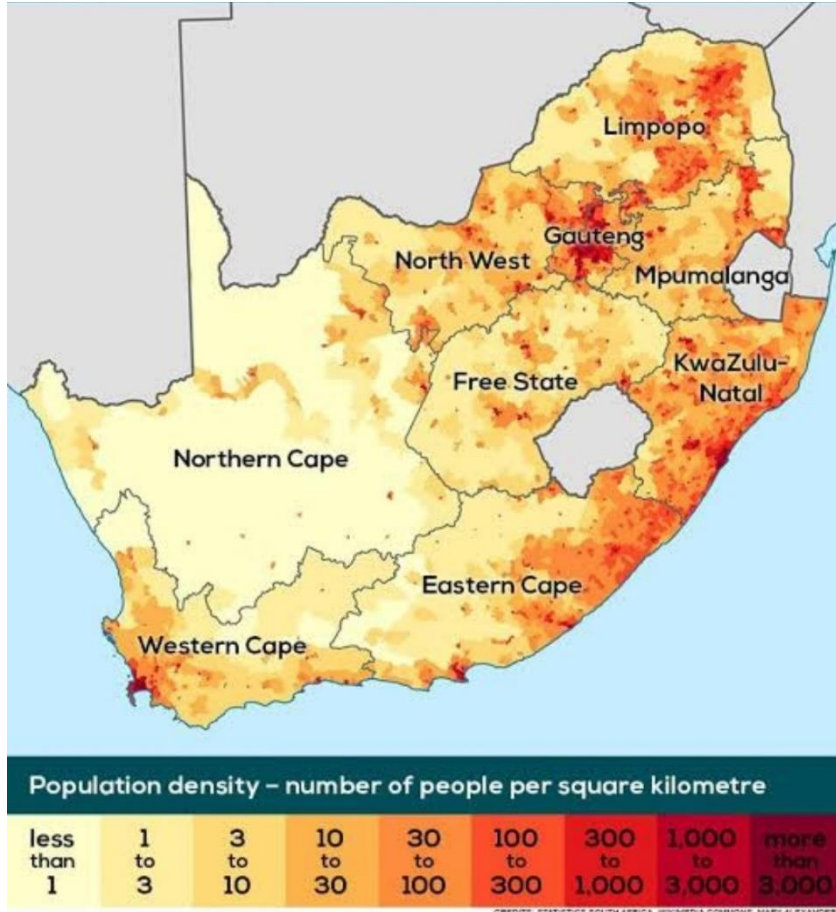 Limpopo
Gauteng
North West
Mpumalanga
KwaZulu-
Natal
Free State
Northern Cape
Eastern Cape
Western Cape
Population density – number of people per square kilometre
less
than
1
1
to
3
3
to
10
10
to
30
30
to
100
100
to
300
300
to
1,000
1,000
to
3,000
more
than
3,000